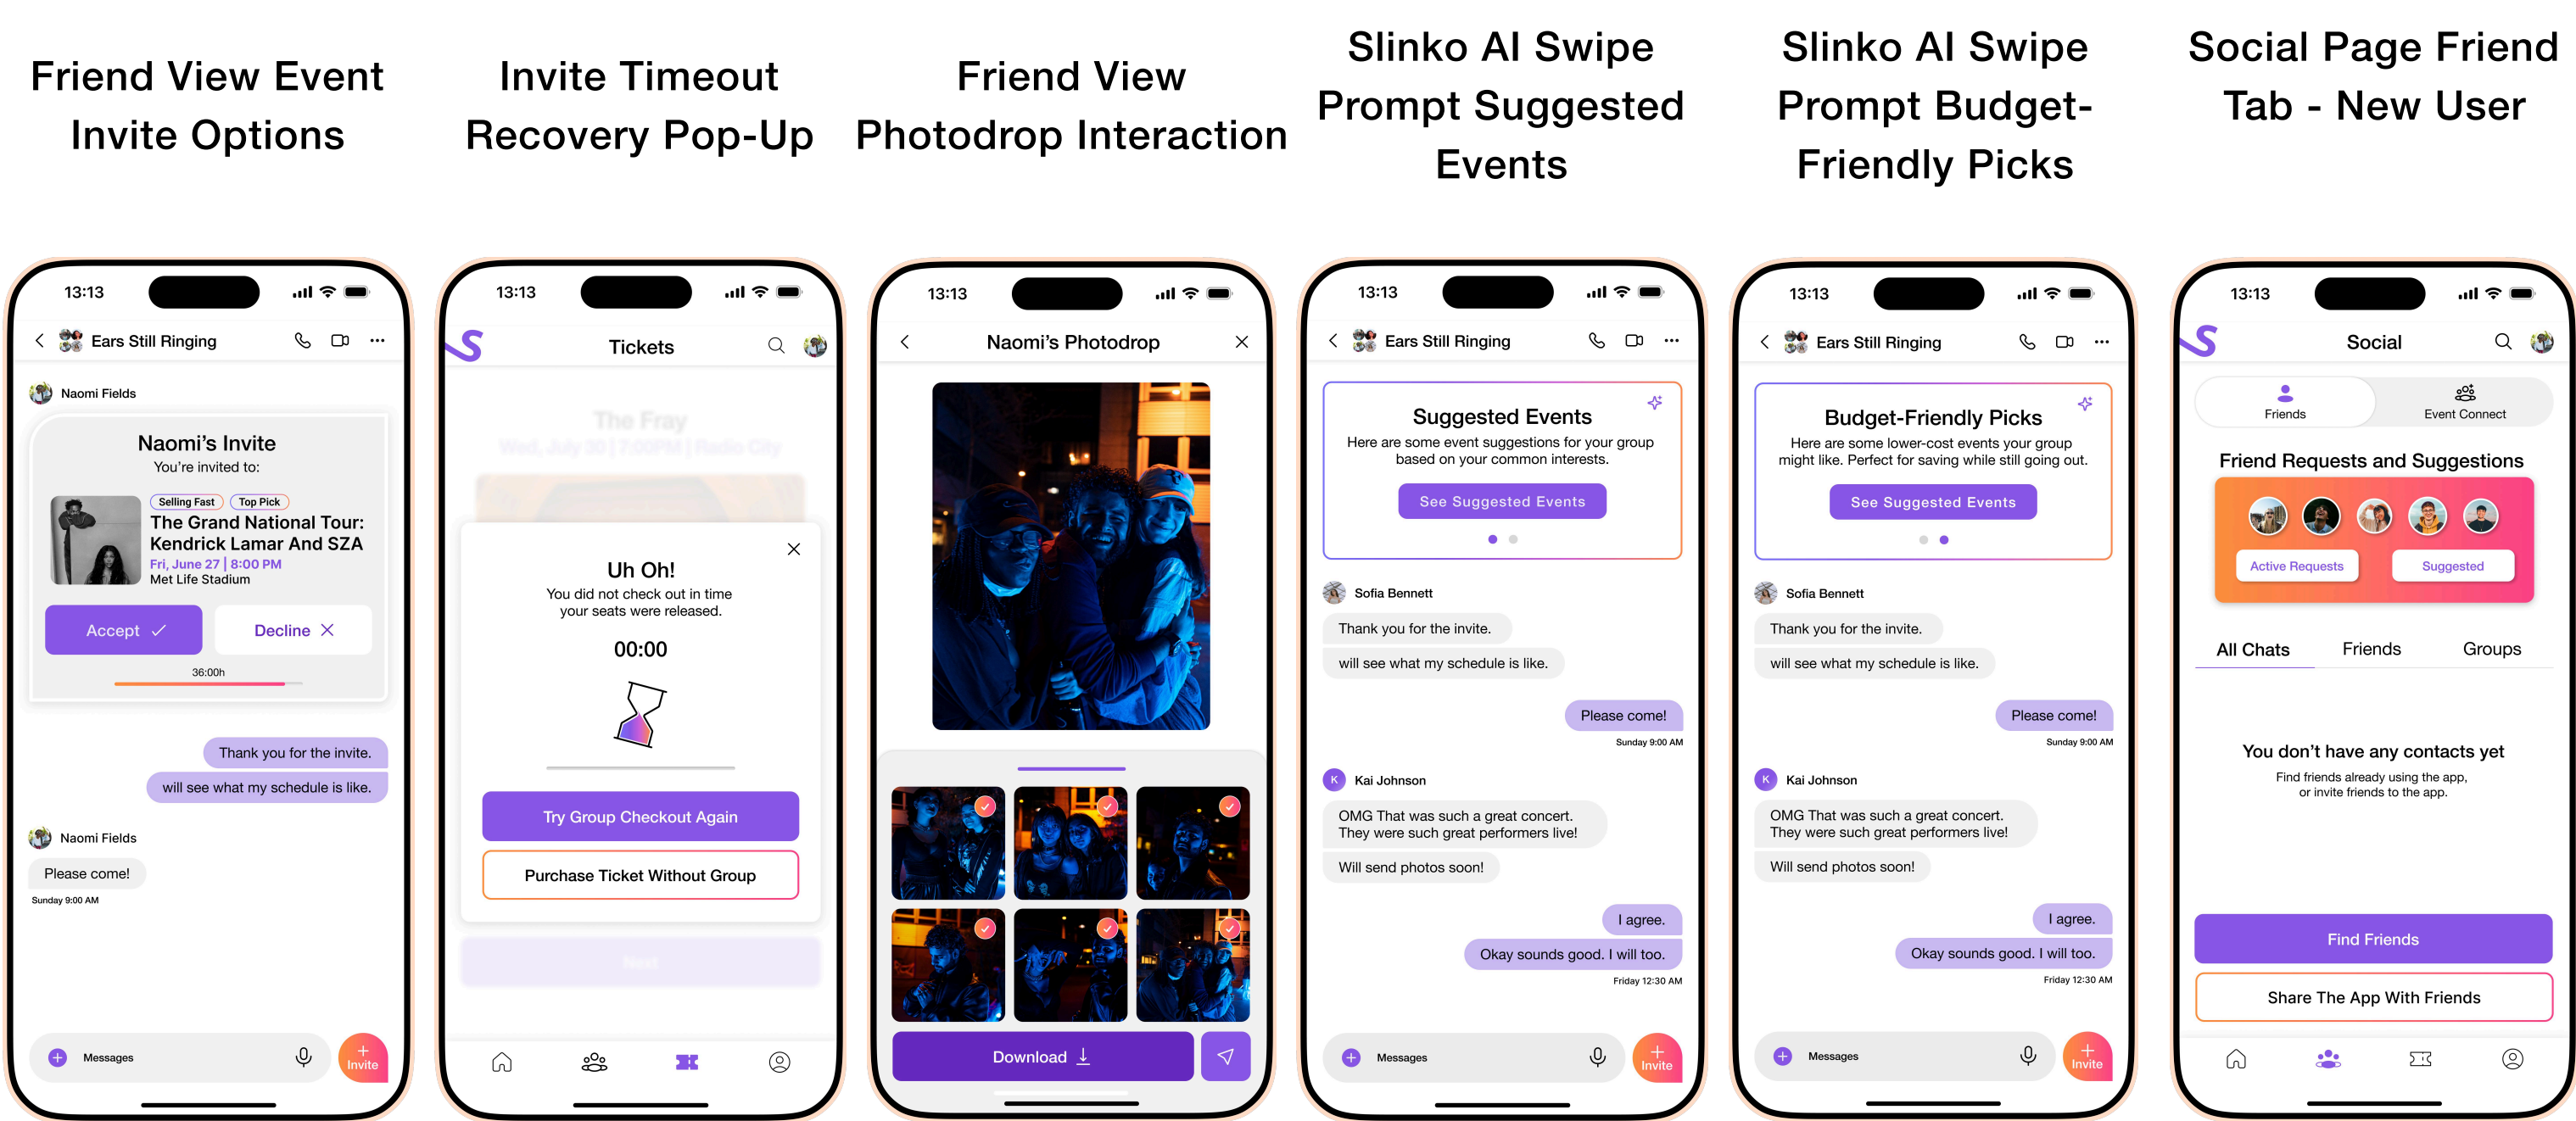 Friend View Event
Invite Options
Invite Timeout
Recovery Pop-Up
Friend View
Photodrop Interaction
Slinko AI Swipe
Prompt Suggested
Events
Slinko AI Swipe
Prompt Budget-
Friendly Picks
Social Page Friend
Tab - New User
13:13
Ears Still Ringing
Naomi Fields
Naomi’s Invite
You’re invited to:
Selling Fast
Top Pick
The Grand National Tour:
Kendrick Lamar And SZA
Fri, June 27 | 8:00 PM
Met Life Stadium
Accept
Decline
36:00h
Thank you for the invite.
will see what my schedule is like.
Naomi Fields
Please come!
Sunday 9:00 AM
Messages
Invite
13:13
Tickets
The Fray
Wed, July 30 | 7:00PM | Radio City
Uh Oh!
You did not check out in time
your seats were released.
00:00
Try Group Checkout Again
Purchase Ticket Without Group
Next
13:13
Naomi’s Photodrop
Download
13:13
Ears Still Ringing
Suggested Events
Here are some event suggestions for your group
based on your common interests.
See Suggested Events
Sofia Bennett
Thank you for the invite.
will see what my schedule is like.
Please come!
Sunday 9:00 AM
K
Kai Johnson
OMG That was such a great concert.
They were such great performers live!
Will send photos soon!
I agree.
Okay sounds good. I will too.
Friday 12:30 AM
Messages
Invite
13:13
Ears Still Ringing
Budget-Friendly Picks
Here are some lower-cost events your group
might like. Perfect for saving while still going out.
See Suggested Events
Sofia Bennett
Thank you for the invite.
will see what my schedule is like.
Please come!
Sunday 9:00 AM
K
Kai Johnson
OMG That was such a great concert.
They were such great performers live!
Will send photos soon!
I agree.
Okay sounds good. I will too.
Friday 12:30 AM
Messages
Invite
13:13
Social
Friends
Event Connect
Friend Requests and Suggestions
Active Requests
Suggested
All Chats
Friends
Groups
You don’t have any contacts yet
Find friends already using the app,
or invite friends to the app.
Find Friends
Share The App With Friends